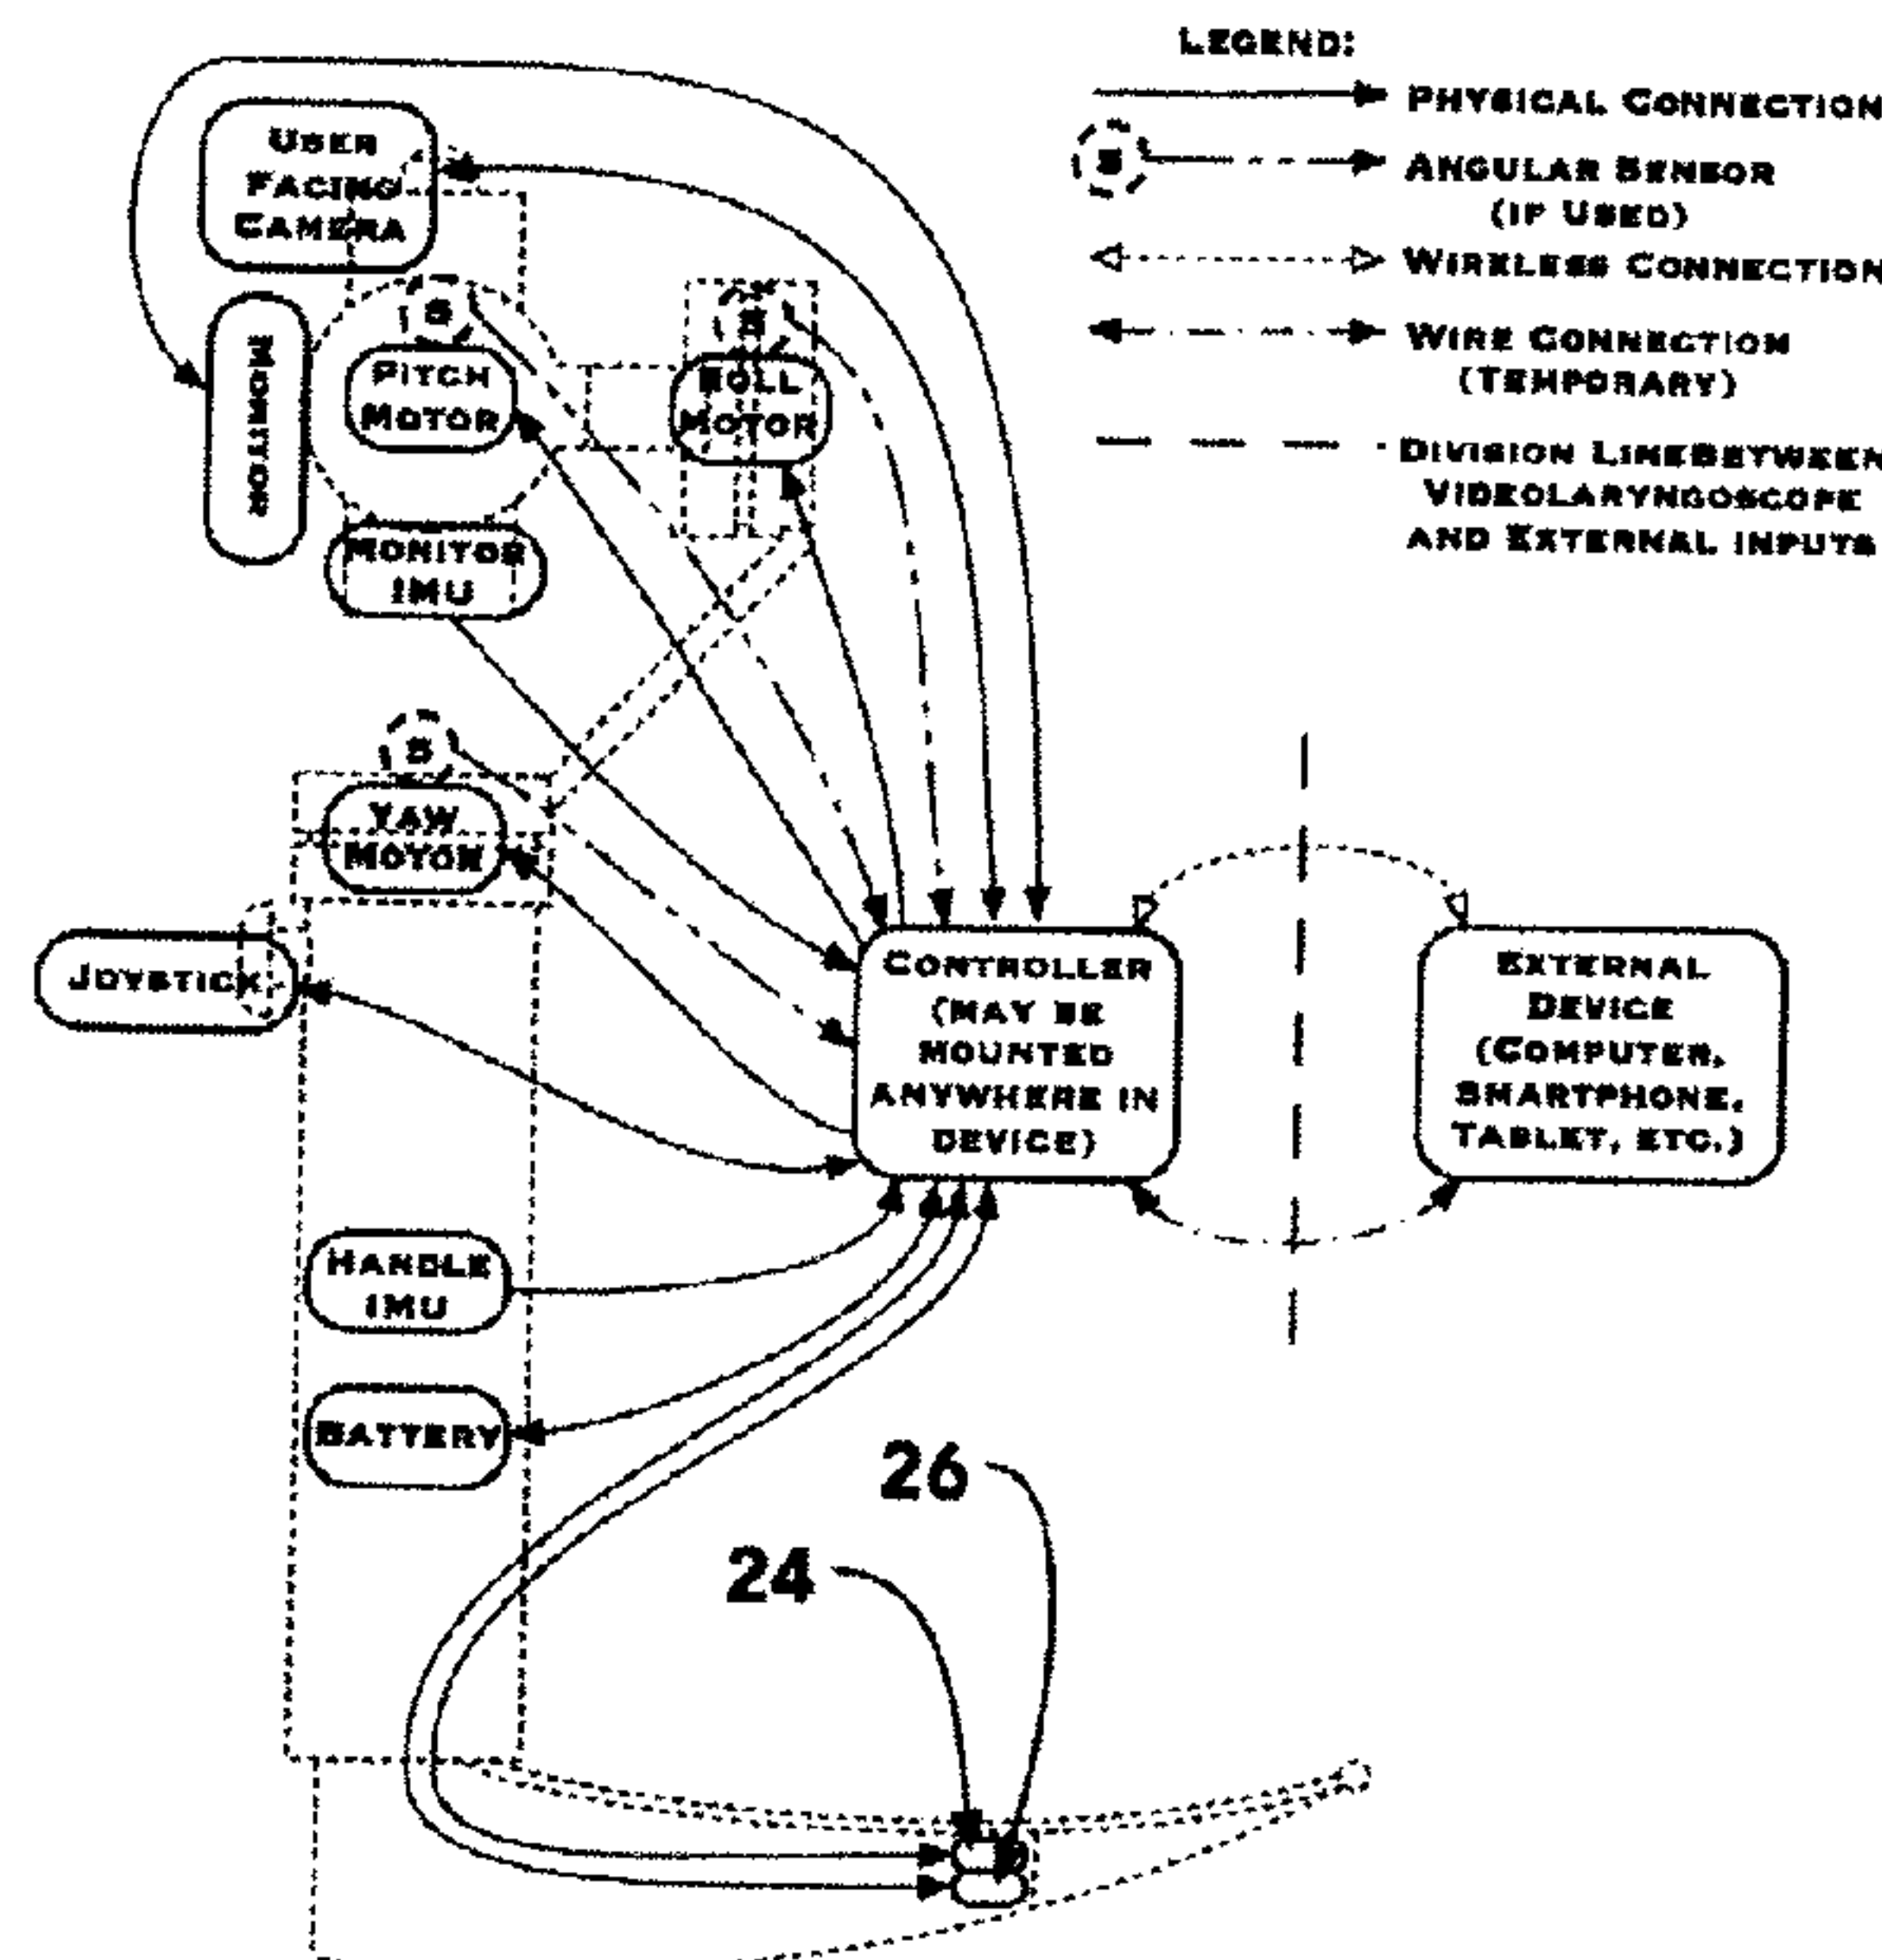 LEGEND:
PHYSICAL CONNECTION
S
ANGULAR SENSOR
(IF USED)
WIRELESS CONNECTION
WIRE CONNECTION
(TEMPORARY)
DIVISION LINEBETWEEN
VIDEOLARYNGOSCOPE
AND EXTERNAL INPUTS
USER
FACING
CAMERA
MONITOR
S
PITCH
MOTOR
S
ROLL
MOTOR
MONITOR
IMU
S
YAW
MOTOR
JOYSTICK
CONTROLLER
(MAY BE
MOUNTED
ANYWHERE IN
DEVICE)
EXTERNAL
DEVICE
(COMPUTER,
SMARTPHONE,
TABLET, ETC.)
HANDLE
IMU
BATTERY
26
24